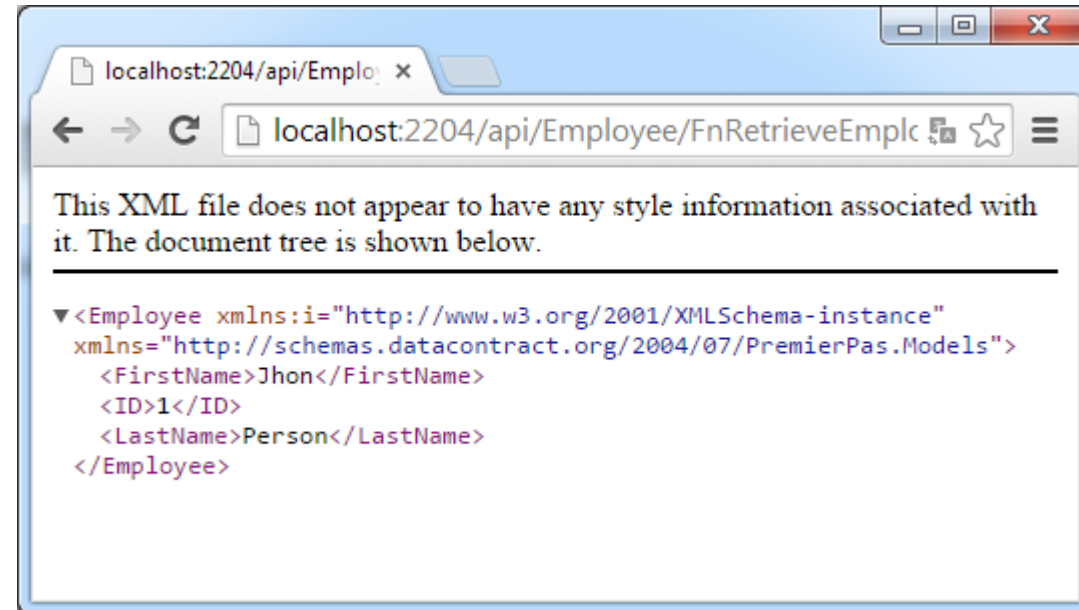 localhost:2204/api/Emplo
localhost:2204/api/Employee/FnRetrieveEmplc
This XML file does not appear to have any style information associated with
it. The document tree is shown below.
▼<Employee xmlns:i="http://www.w3.org/2001/XMLSchema-instance"
xmlns="http://schemas.datacontract.org/2004/07/PremierPas.Models">
<FirstName>Jhon</FirstName>
<ID>1</ID>
<LastName>Person</LastName>
</Employee>